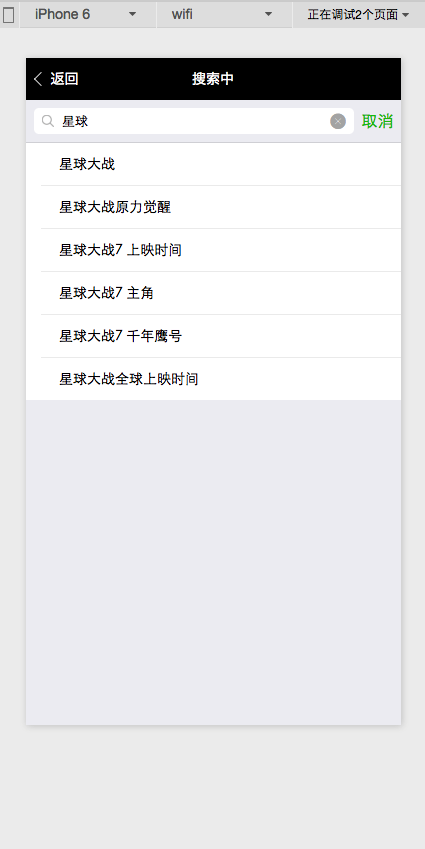 iPhone 6 wifi 正在调试2个页面
返回 搜索中
星球 取消
星球大战
星球大战原力觉醒
星球大战7 上映时间
星球大战7 主角
星球大战7 千年鹰号
星球大战全球上映时间